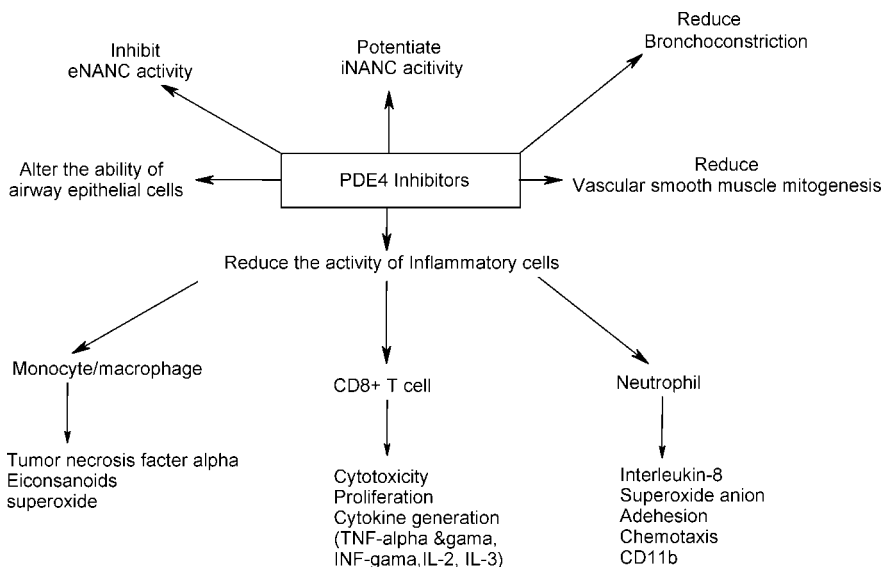 Inhibit
eNANC acitivity
Potentiate
iNANC acitivity
Reduce
Bronchoconstriction
Alter the ability of
airway epithelial cells
PDE4 Inhibitors
Reduce
Vascular smooth muscle mitogenesis
Reduce the activity of Inflammatory cells
Monocyte/macrophage
CD8+ T cell
Neutrophil
Tumor necrosis facter alpha
Eiconsanoids
superoxide
Cytotoxicity
Proliferation
Cytokine generation
(TNF-alpha &gama,
INF-gama,IL-2, IL-3)
Interleukin-8
Superoxide anion
Adehesion
Chemotaxis
CD11b